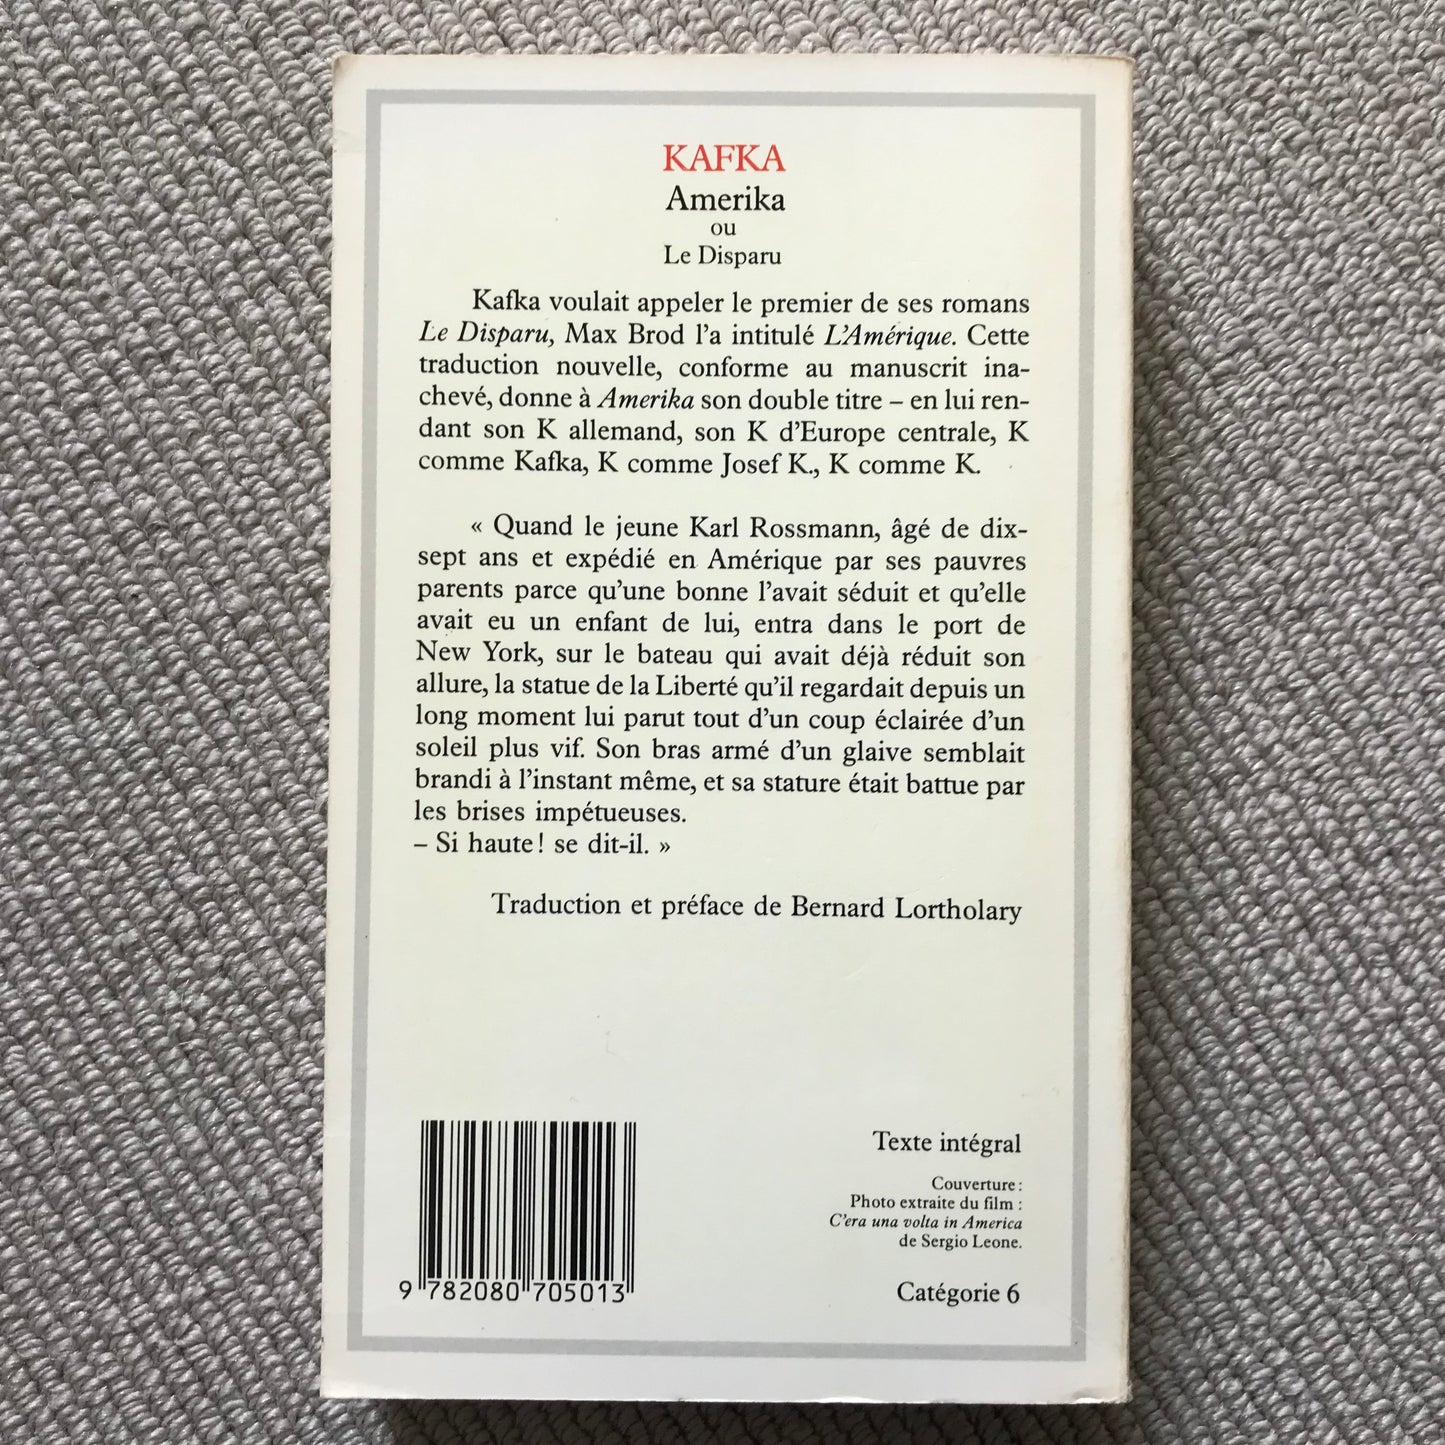 KAFKA
Amerika
ou
Le Disparu
Kafka voulait appeler le premier de ses romans
Le Disparu, Max Brod l'a intitulé L'Amérique. Cette
traduction nouvelle, conforme au manuscrit ina-
chevé, donne à Amerika son double titre – en lui ren-
dant son K allemand, son K d'Europe centrale, K
comme Kafka, K comme Josef K., K comme K.
« Quand le jeune Karl Rossmann, âgé de dix-
sept ans et expédié en Amérique par ses pauvres
parents parce qu'une bonne l'avait séduit et qu'elle
avait eu un enfant de lui, entra dans le port de
New York, sur le bateau qui avait déjà réduit son
allure, la statue de la Liberté qu'il regardait depuis un
long moment lui parut tout d'un coup éclairée d'un
soleil plus vif. Son bras armé d'un glaive semblait
brandi à l'instant même, et sa stature était battue par
les brises impétueuses.
– Si haute! se dit-il. »
Traduction et préface de Bernard Lortholary
Texte intégral
Couverture :
Photo extraite du film :
C'era una volta in America
de Sergio Leone.
Catégorie 6
9 782080 705013